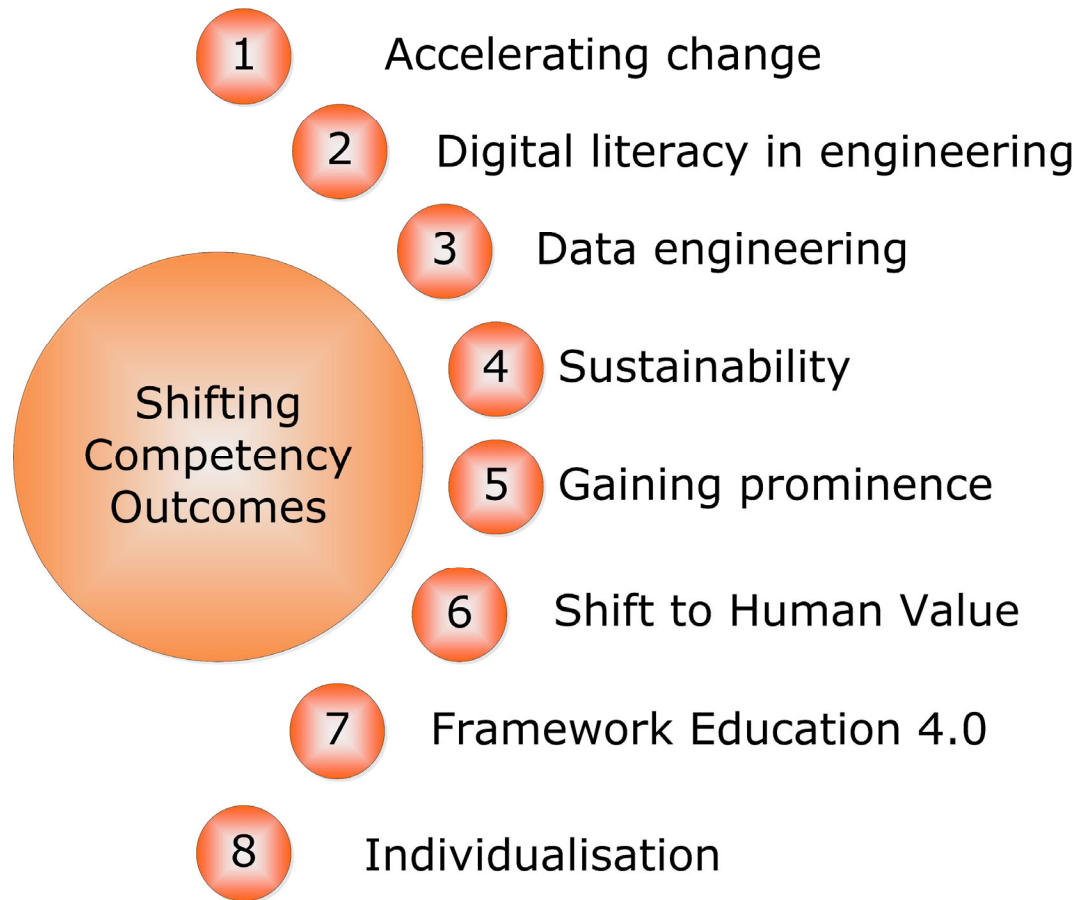 1 Accelerating change
2 Digital literacy in engineering
3 Data engineering
4 Sustainability
Shifting
Competency
Outcomes
5 Gaining prominence
6 Shift to Human Value
7 Framework Education 4.0
8 Individualisation